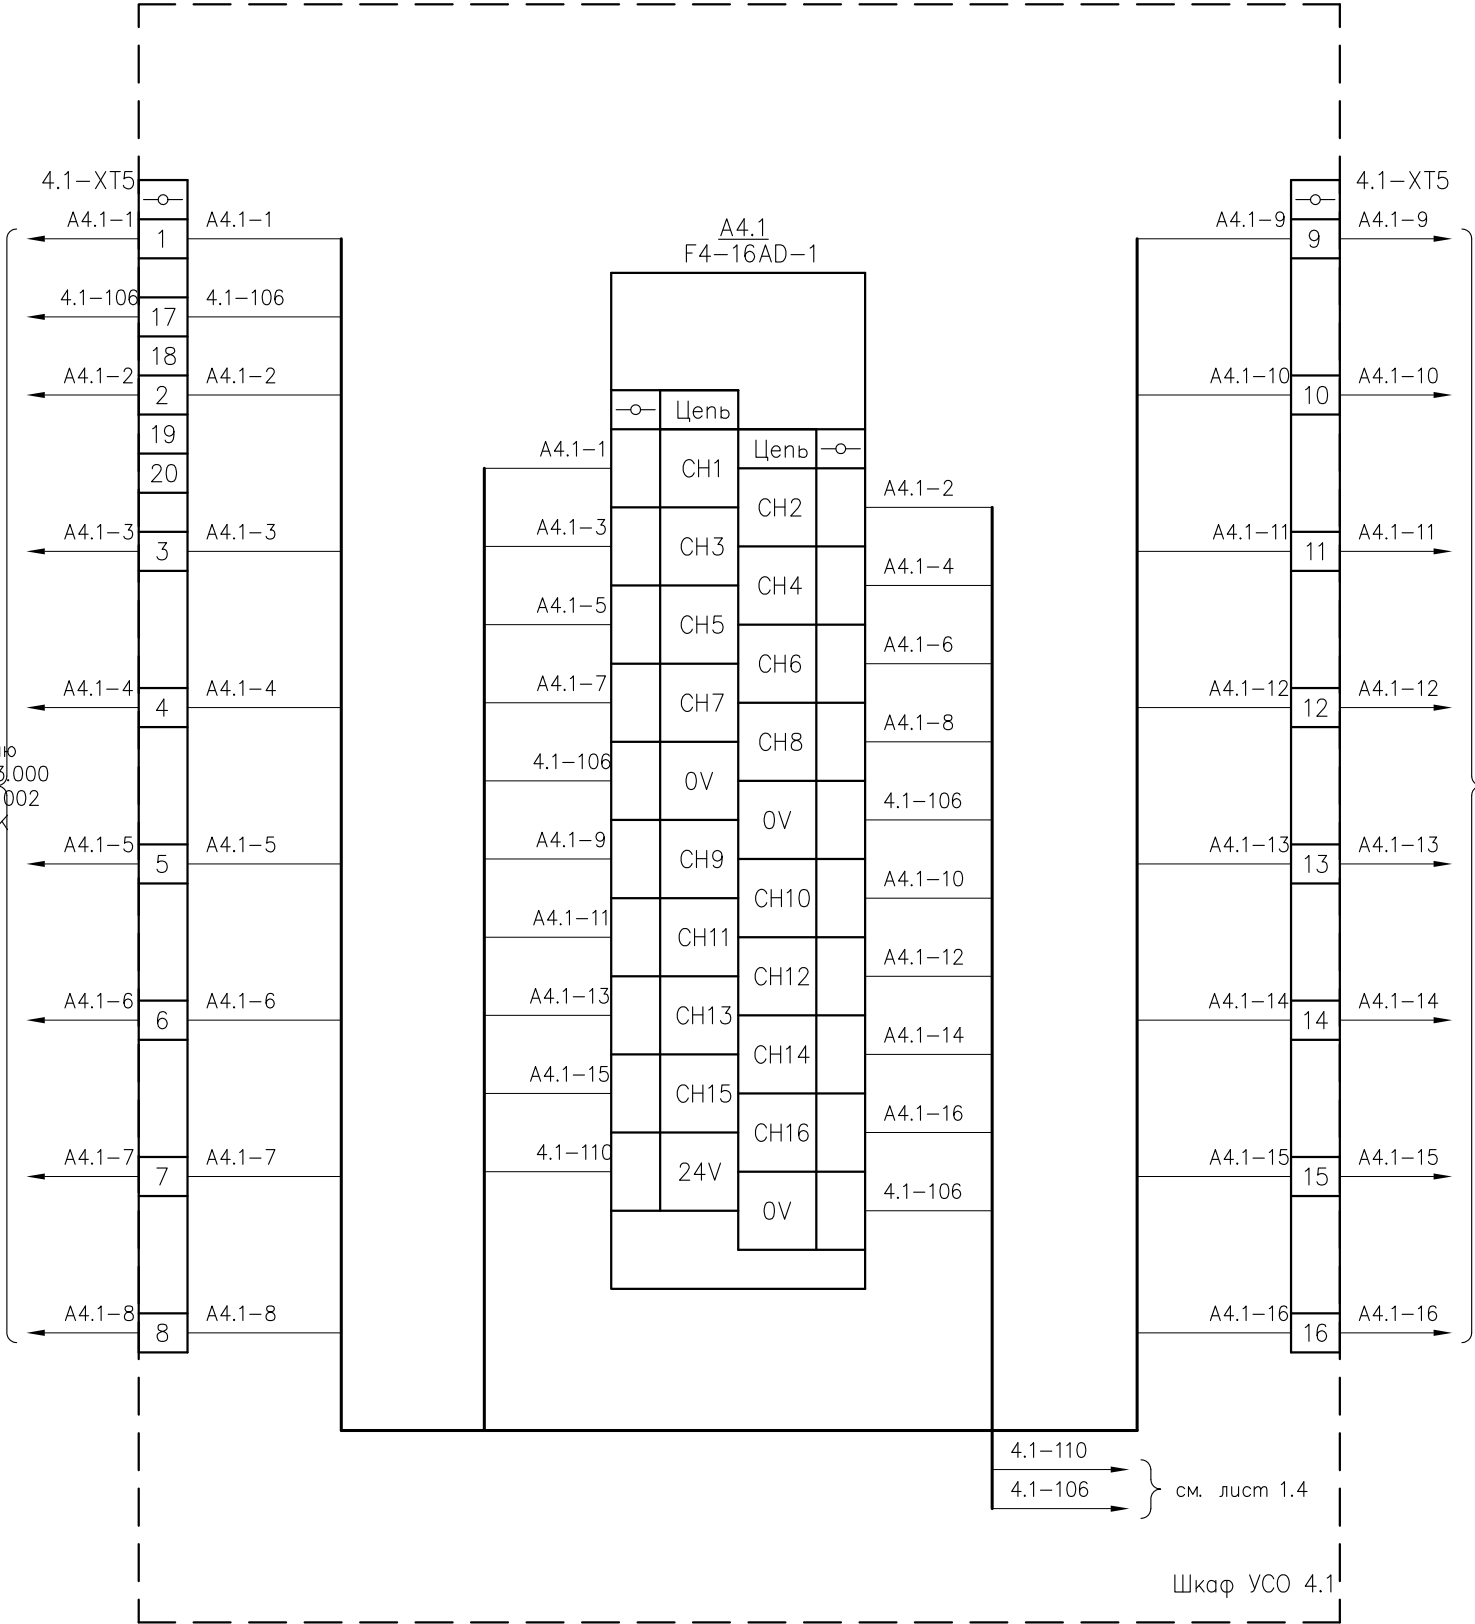 4.1-XT5
A4.1-1
1
A4.1-1
4.1-106
17
4.1-106
18
A4.1-2
2
A4.1-2
19
20
A4.1-3
3
A4.1-3
A4.1-4
4
A4.1-4
.000
002
A4.1-5
5
A4.1-5
A4.1-6
6
A4.1-6
A4.1-7
7
A4.1-7
A4.1-8
8
A4.1-8
A4.1
F4-16AD-1
Цепь
A4.1-1
CH1
A4.1-3
CH3
A4.1-5
CH5
A4.1-7
CH7
4.1-106
0V
A4.1-9
CH9
A4.1-11
CH11
A4.1-13
CH13
A4.1-15
CH15
4.1-110
24V
Цепь
CH2
A4.1-2
CH4
A4.1-4
CH6
A4.1-6
CH8
A4.1-8
0V
4.1-106
CH10
A4.1-10
CH12
A4.1-12
CH14
A4.1-14
CH16
A4.1-16
0V
4.1-106
4.1-XT5
A4.1-9
9
A4.1-9
A4.1-10
10
A4.1-10
A4.1-11
11
A4.1-11
A4.1-12
12
A4.1-12
A4.1-13
13
A4.1-13
A4.1-14
14
A4.1-14
A4.1-15
15
A4.1-15
A4.1-16
16
A4.1-16
4.1-110
4.1-106
см. лист 1.4
Шкаф УСО 4.1